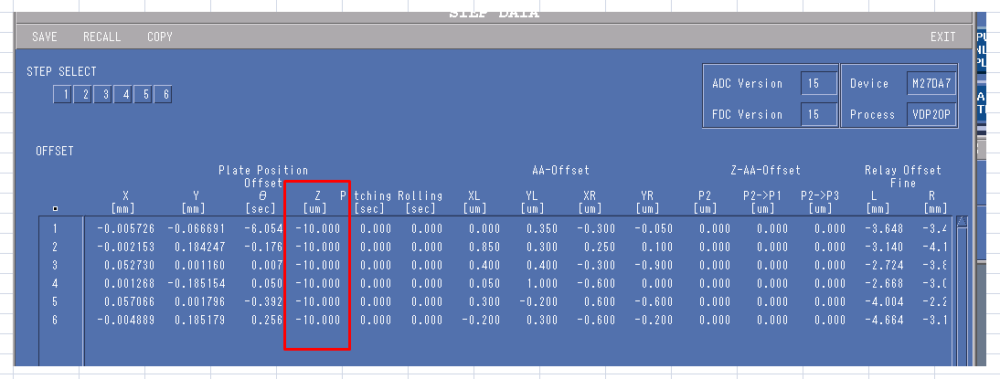 STEP DATA
SAVE RECALL COPY EXIT
STEP SELECT
1 2 3 4 5 6
ADC Version 15 Device M27DA7
FDC Version 15 Process VDP2OP
OFFSET
Plate Position AA-Offset Z-AA-Offset Relay Offset
Offset Fine
X Y θ Z P tching Rolling XL YL XR YR P2 P2->P1 P2->P3 L R
[mm] [mm] [sec] [um] [sec] [sec] [um] [um] [um] [um] [um] [um] [um] [mm] [mm]
1 -0.005726 -0.066691 -6.054 -10.000 0.000 0.000 0.000 0.350 -0.300 -0.050 0.000 0.000 0.000 -3.648 -3.4
2 -0.002153 0.184247 -0.176 -10.000 0.000 0.000 0.850 0.300 0.250 0.100 0.000 0.000 0.000 -3.140 -4.1
3 0.052730 0.001160 0.007 -10.000 0.000 0.000 0.400 0.400 -0.300 -0.900 0.000 0.000 0.000 -2.724
4 0.001268 -0.185154 0.050 -10.000 0.000 0.000 0.050 1.000 -0.600 0.000 0.000 0.000 0.000 -2.668
5 0.057066 0.001796 -0.392 -10.000 0.000 0.000 0.300 -0.200 0.600 -0.600 0.000 0.000 0.000 -4.004 -2.2
6 -0.004889 0.185179 0.256 -10.000 0.000 0.000 -0.200 0.300 -0.600 -0.200 0.000 0.000 0.000 -4.664 -3.1